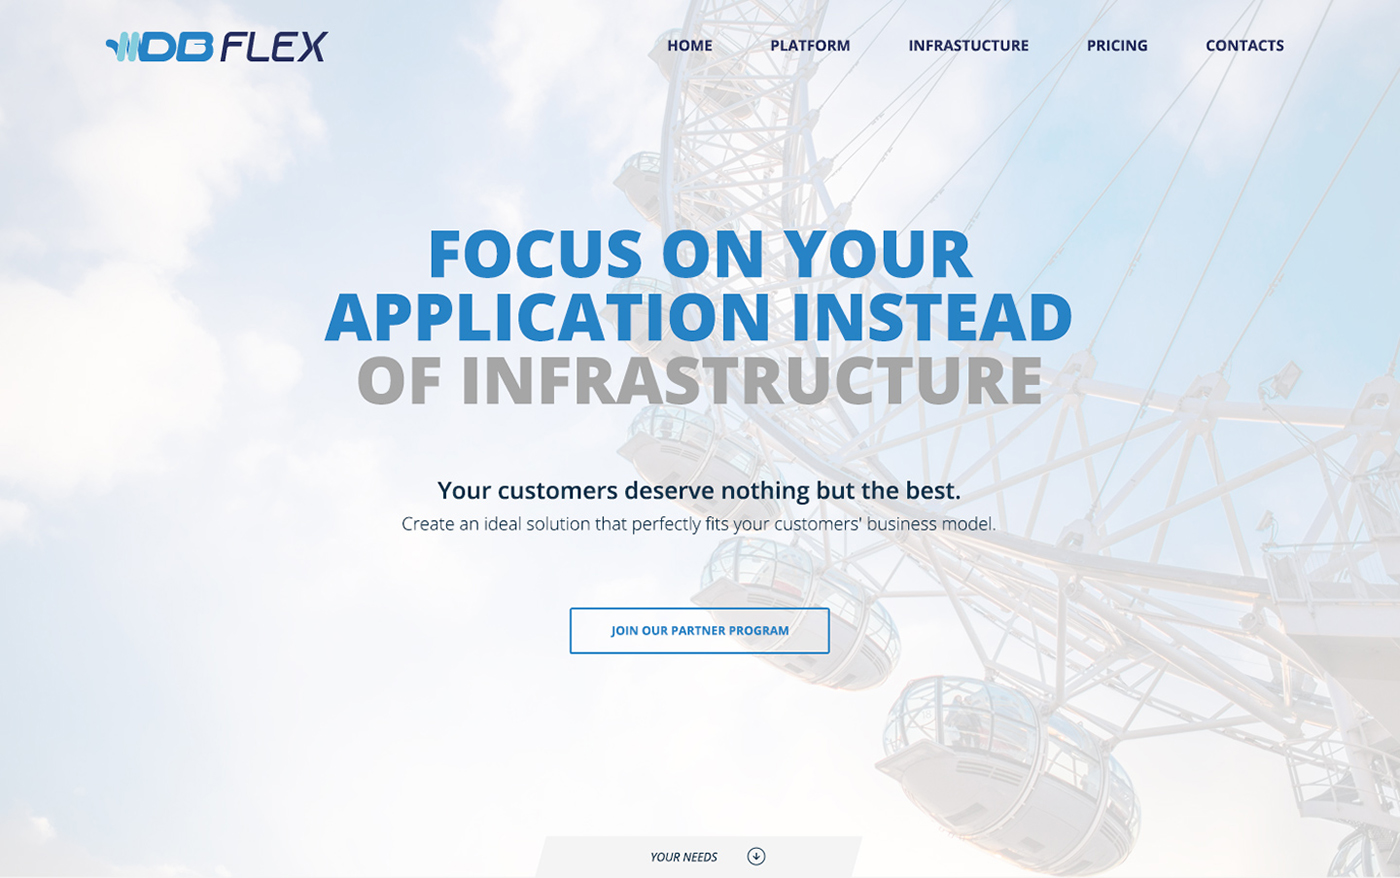 DB FLEX
HOME PLATFORM INFRASTUCTURE PRICING CONTACTS
FOCUS ON YOUR
APPLICATION INSTEAD
OF INFRASTRUCTURE
Your customers deserve nothing but the best.
Create an ideal solution that perfectly fits your customers' business model.
JOIN OUR PARTNER PROGRAM
YOUR NEEDS